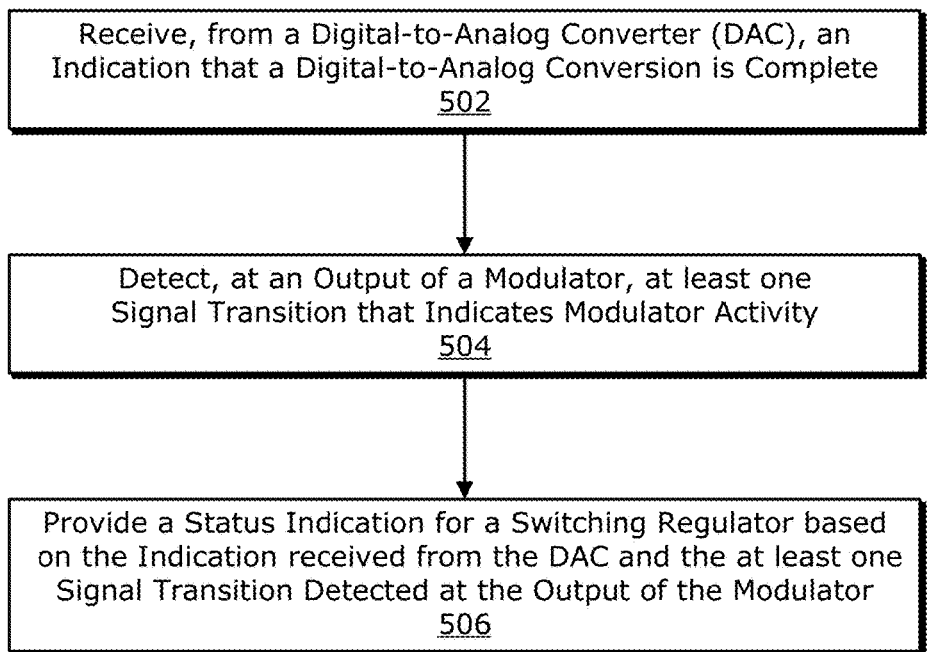 Receive, from a Digital-to-Analog Converter (DAC), an
Indication that a Digital-to-Analog Conversion is Complete
502
Detect, at an Output of a Modulator, at least one
Signal Transition that Indicates Modulator Activity
504
Provide a Status Indication for a Switching Regulator based
on the Indication received from the DAC and the at least one
Signal Transition Detected at the Output of the Modulator
506